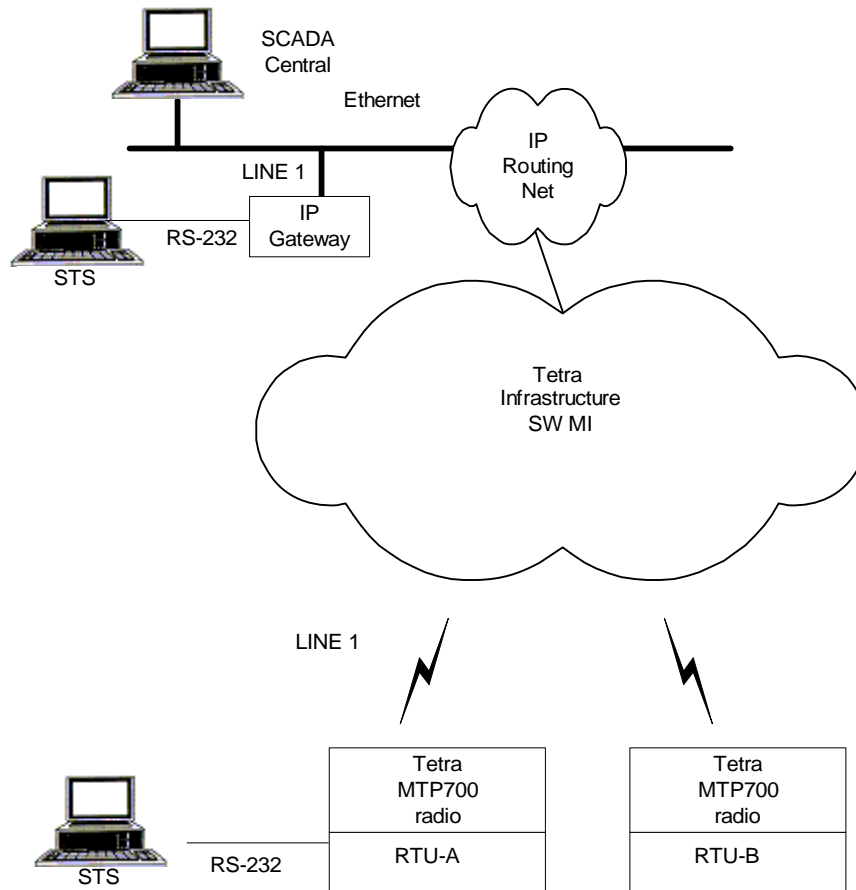 SCADA
Central
Ethernet
IP
Routing
Net
LINE 1
IP
Gateway
RS-232
STS
Tetra
Infrastructure
SW MI
LINE 1
Tetra
MTP700
radio
Tetra
MTP700
radio
RTU-A
RTU-B
RS-232
STS